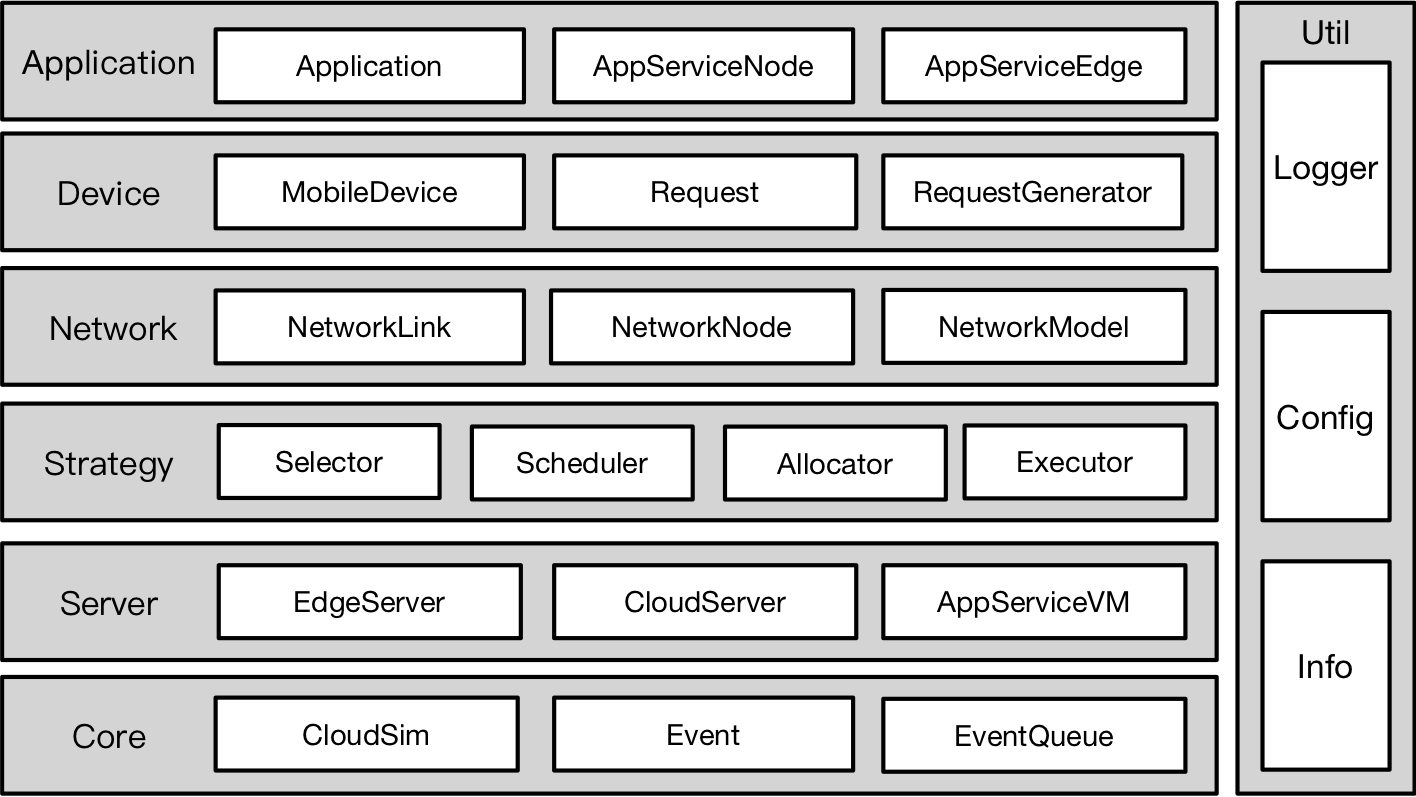 Application
Application
AppServiceNode
AppServiceEdge
Device
MobileDevice
Request
RequestGenerator
Network
NetworkLink
NetworkNode
NetworkModel
Strategy
Selector
Scheduler
Allocator
Executor
Server
EdgeServer
CloudServer
AppServiceVM
Core
CloudSim
Event
EventQueue
Util
Logger
Config
Info